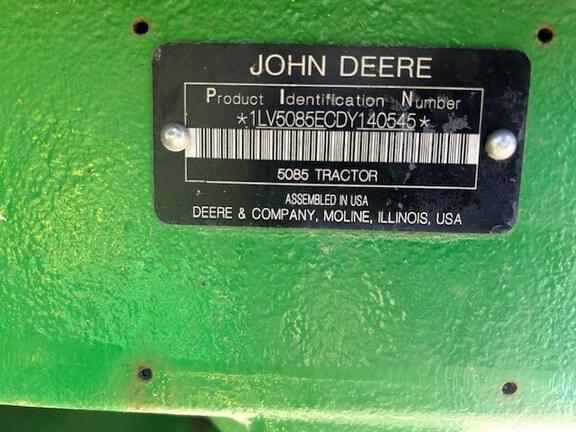 JOHN DEERE
Product Identification Number
*1LV5085ECDY140545*
5085 TRACTOR
ASSEMBLED IN USA
DEERE & COMPANY, MOLINE, ILLINOIS, USA